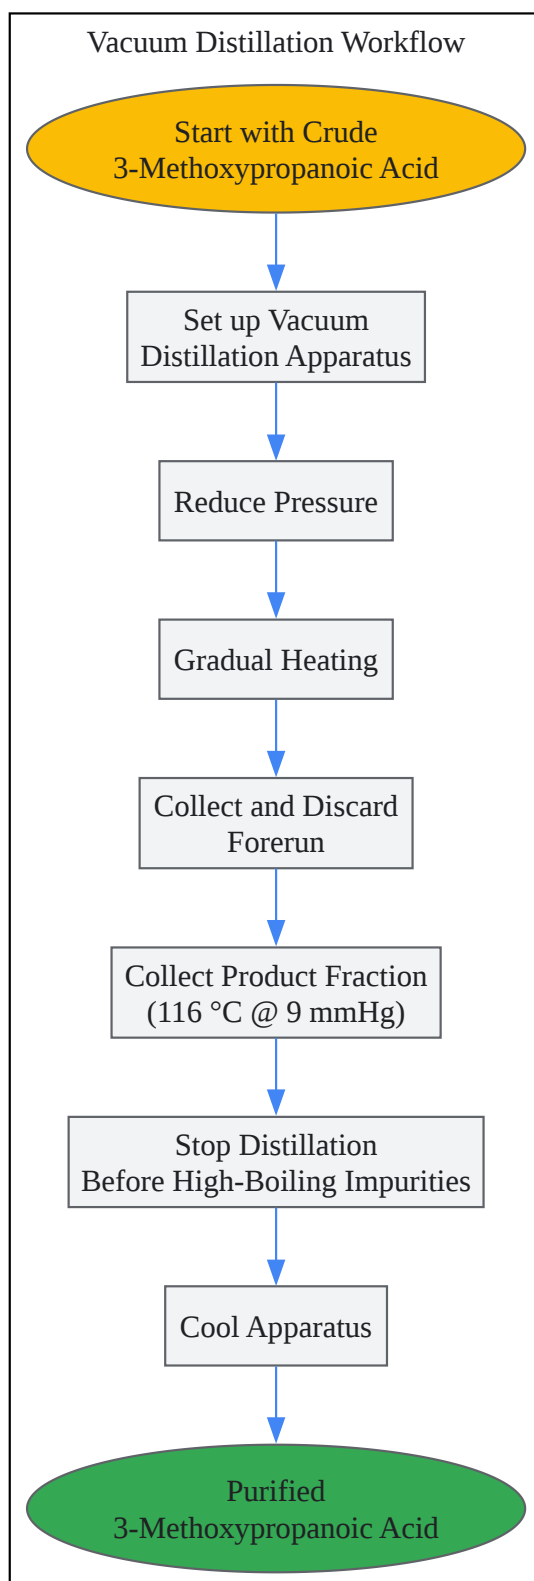 Vacuum Distillation Workflow
Start with Crude
3-Methoxypropanoic Acid
Set up Vacuum
Distillation Apparatus
Reduce Pressure
Gradual Heating
Collect and Discard
Forerun
Collect Product Fraction
(116 °C @ 9 mmHg)
Stop Distillation
Before High-Boiling Impurities
Cool Apparatus
Purified
3-Methoxypropanoic Acid